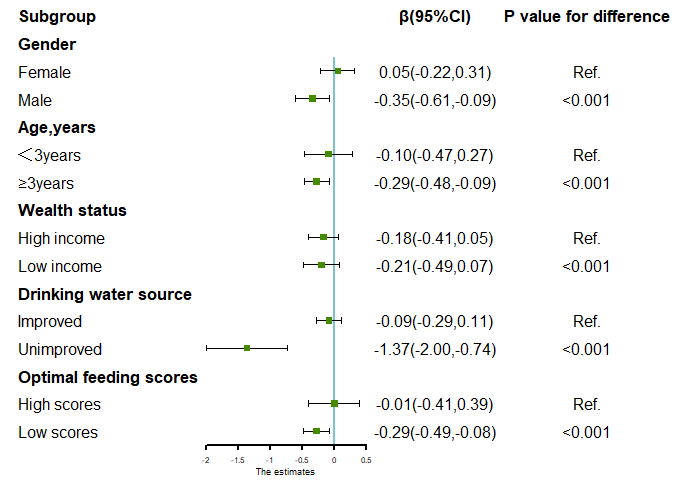 Subgroup β(95%CI) P value for difference
Gender
Female 0.05(-0.22,0.31) Ref.
Male -0.35(-0.61,-0.09) <0.001
Age,years
＜3years -0.10(-0.47,0.27) Ref.
≥3years -0.29(-0.48,-0.09) <0.001
Wealth status
High income -0.18(-0.41,0.05) Ref.
Low income -0.21(-0.49,0.07) <0.001
Drinking water source
Improved -0.09(-0.29,0.11) Ref.
Unimproved -1.37(-2.00,-0.74) <0.001
Optimal feeding scores
High scores -0.01(-0.41,0.39) Ref.
Low scores -0.29(-0.49,-0.08) <0.001
-2 -1.5 -1 -0.5 0 0.5
The estimates